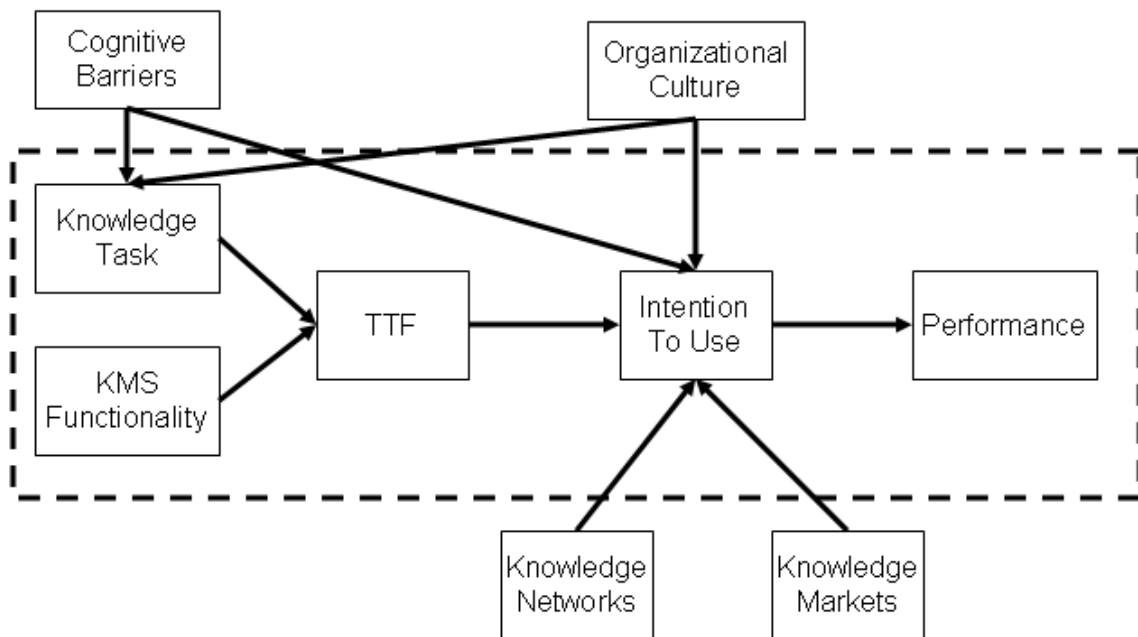 Cognitive
Barriers
Organizational
Culture
Knowledge
Task
TTF
Intention
To Use
Performance
KMS
Functionality
Knowledge
Networks
Knowledge
Markets